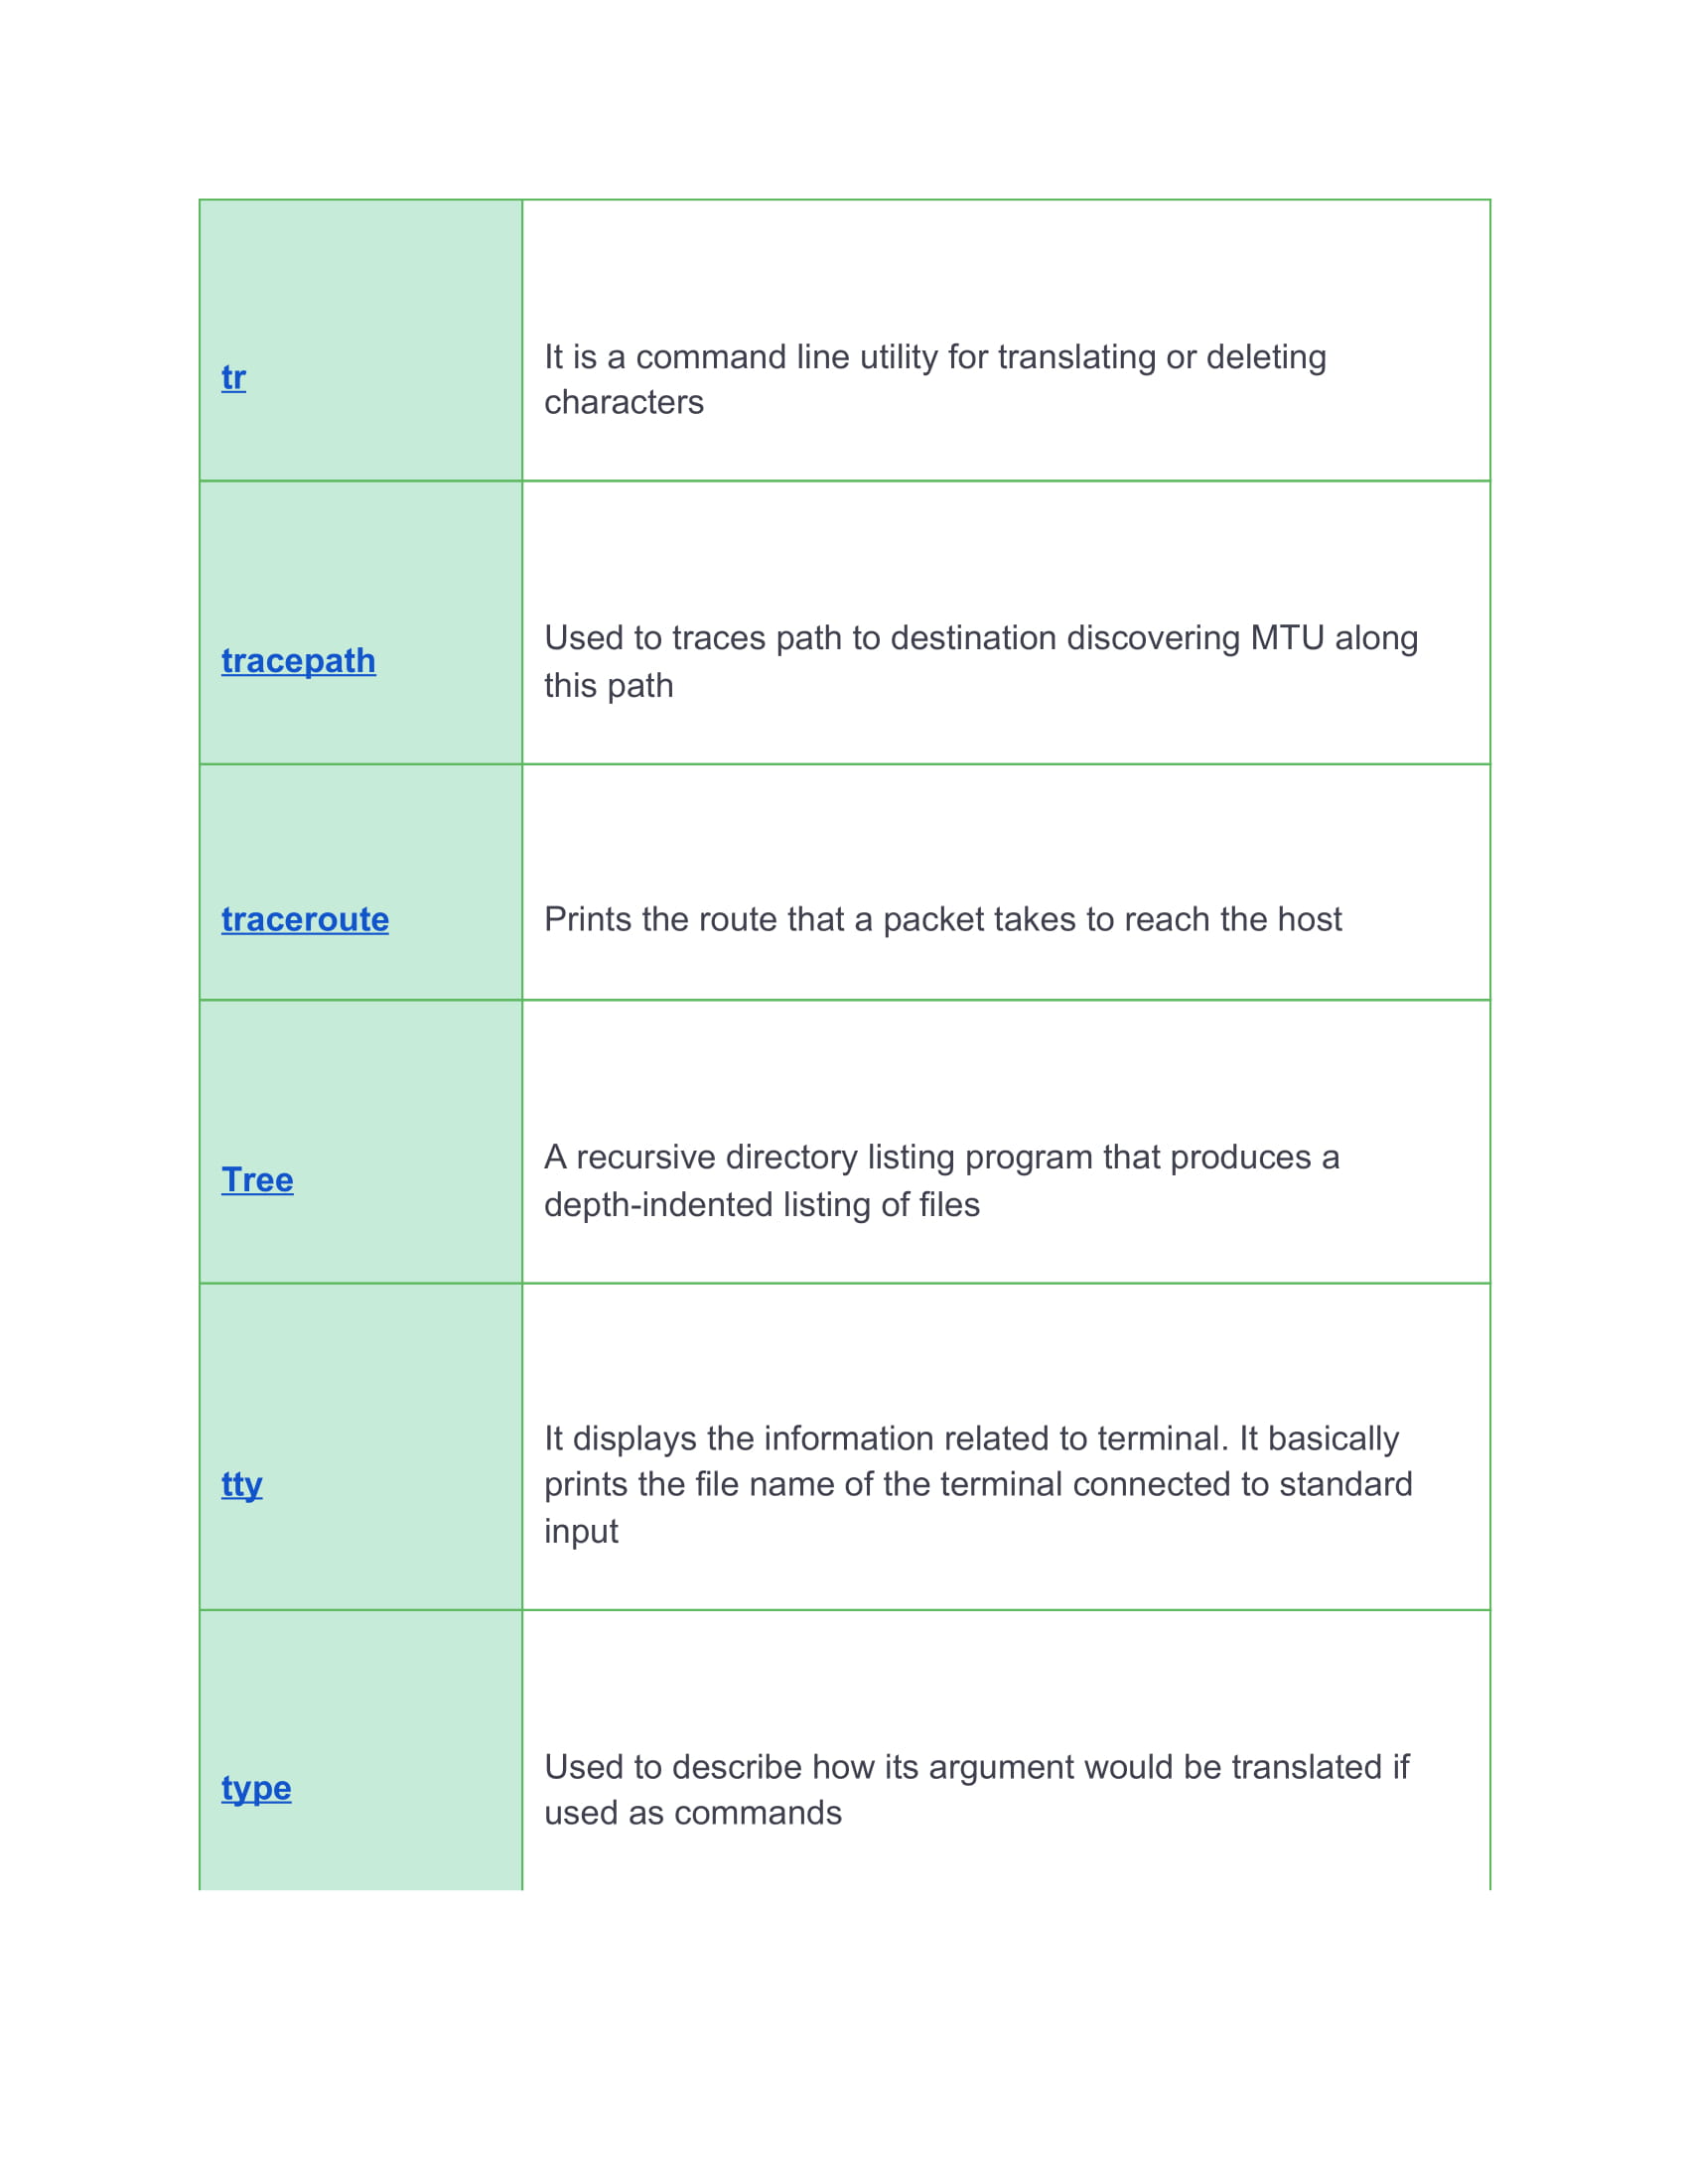 tr
It is a command line utility for translating or deleting
characters
tracepath
Used to traces path to destination discovering MTU along
this path
traceroute
Prints the route that a packet takes to reach the host
Tree
A recursive directory listing program that produces a
depth-indented listing of files
tty
It displays the information related to terminal. It basically
prints the file name of the terminal connected to standard
input
type
Used to describe how its argument would be translated if
used as commands